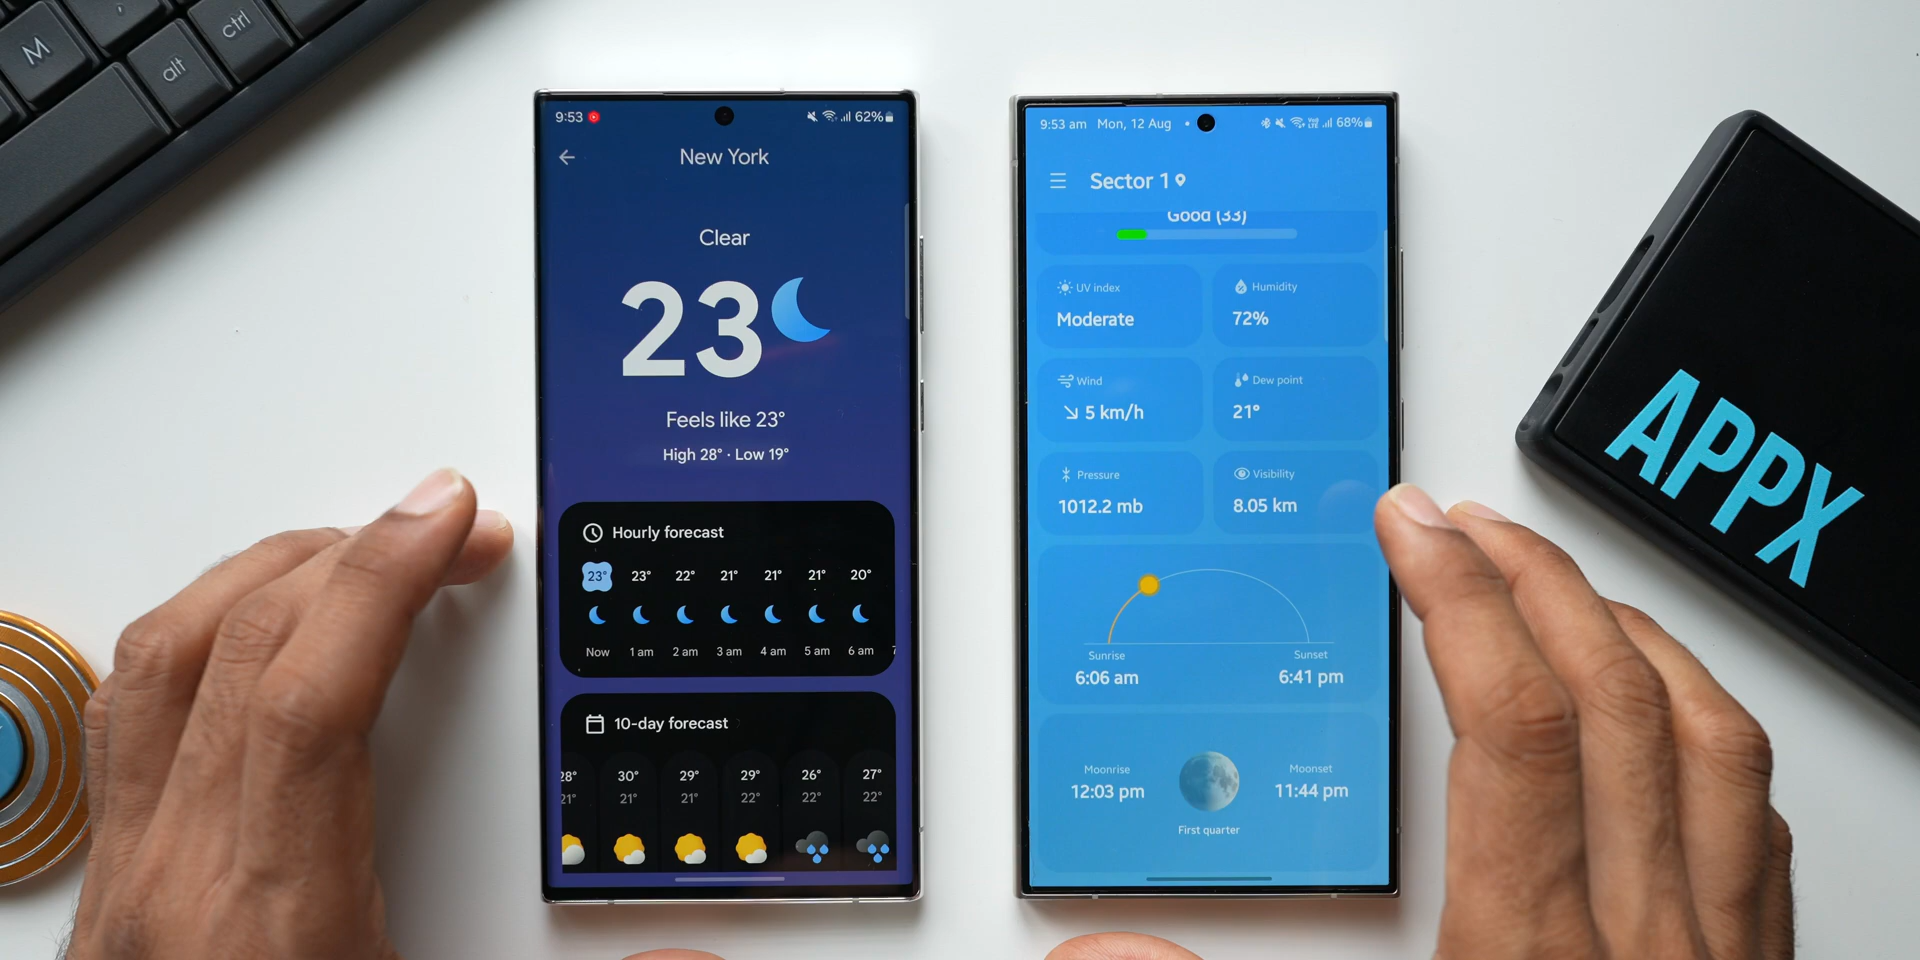 M
alt
ctrl
9:53
62%
New York
Clear
23
Feels like 23°
High 28° · Low 19°
Hourly forecast
23° 23° 22° 21° 21° 21° 20°
Now 1 am 2 am 3 am 4 am 5 am 6 am
10-day forecast
28° 30° 29° 29° 26° 27°
21° 21° 21° 22° 22° 22°
9:53 am Mon, 12 Aug • 68%
Sector 1
Good (33)
UV index Humidity
Moderate 72%
Wind Dew point
5 km/h 21°
Pressure Visibility
1012.2 mb 8.05 km
Sunrise Sunset
6:06 am 6:41 pm
Moonrise Moonset
12:03 pm 11:44 pm
First quarter
APPX